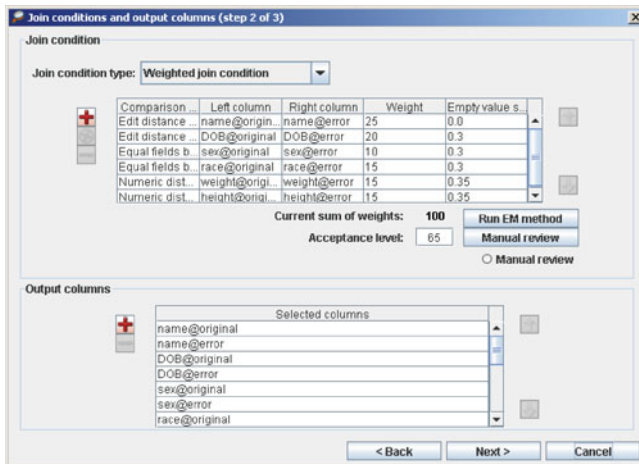 Join conditions and output columns (step 2 of 3)
Join condition
Join condition type: Weighted join condition
Comparison ... Left column Right column Weight Empty value s...
Edit distance ... name@origin... name@error 25 0.0
Edit distance ... DOB@original DOB@error 20 0.3
Equal fields b... sex@original sex@error 10 0.3
Equal fields b... race@original race@error 15 0.3
Numeric dist... weight@origi... weight@error 15 0.35
Numeric dist... height@origi... height@error 15 0.35
Current sum of weights: 100 Run EM method
Acceptance level: 65 Manual review
Manual review
Output columns
Selected columns
name@original
name@error
DOB@original
DOB@error
sex@original
sex@error
race@original
< Back Next > Cancel